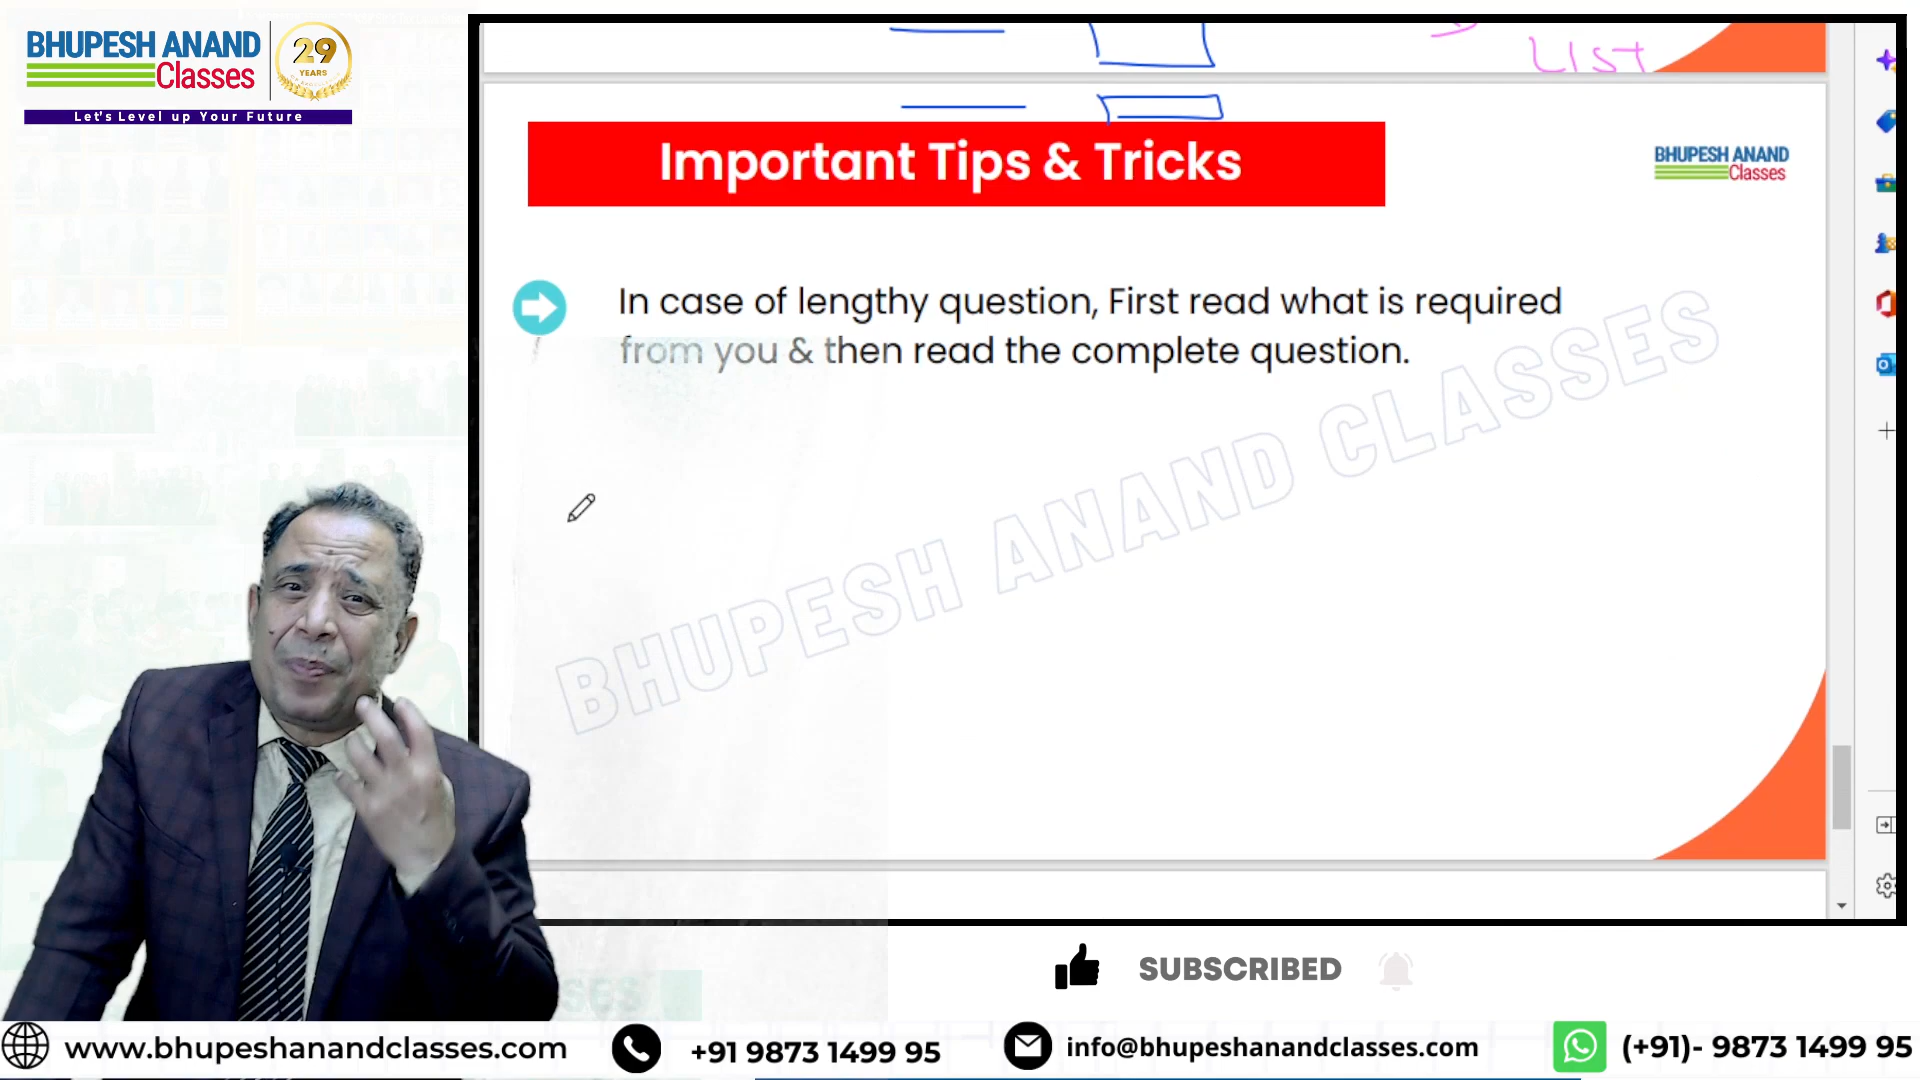 BHUPESH ANAND
Classes
29
YEARS
Let's Level up Your Future
LIST
Important Tips & Tricks
BHUPESH ANAND
Classes
In case of lengthy question, First read what is required
from you & then read the complete question.
BHUPESH ANAND CLASSES
SUBSCRIBED
www.bhupeshanandclasses.com
+91 9873 1499 95
info@bhupeshanandclasses.com
(+91)- 9873 1499 95